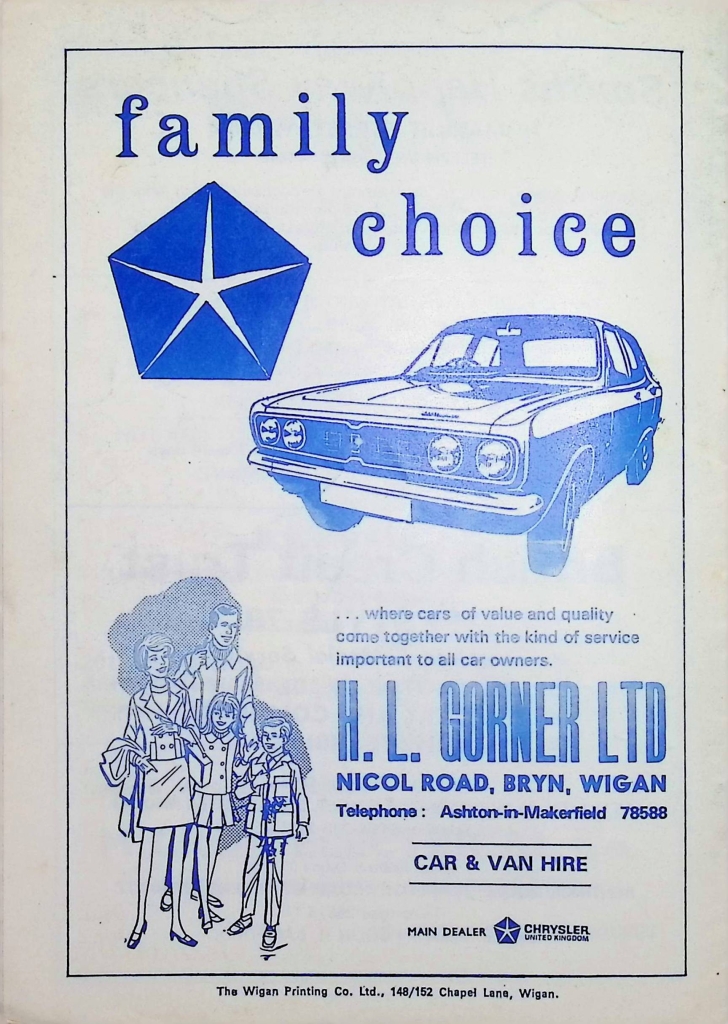 family
choice
... where cars of value and quality
come together with the kind of service
important to all car owners.
H. L. GORNER LTD
NICOL ROAD, BRYN, WIGAN
Telephone: Ashton-in-Makerfield 78588
CAR & VAN HIRE
MAIN DEALER CHRYSLER
UNITED KINGDOM
The Wigan Printing Co. Ltd., 148/152 Chapel Lane, Wigan.